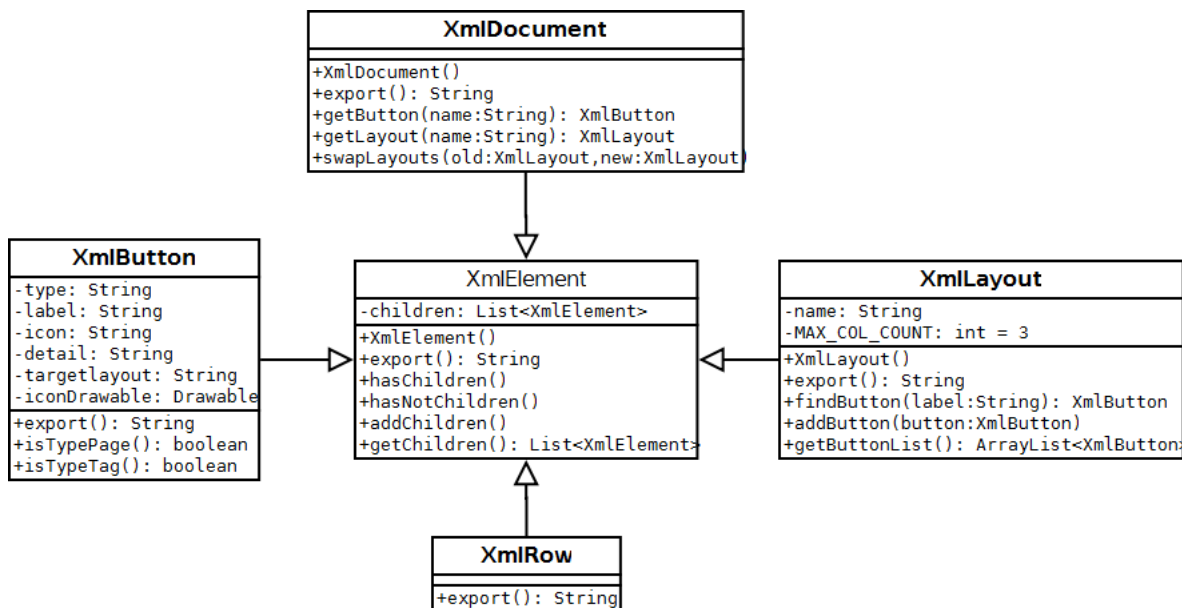 XmlDocument
+XmlDocument()
+export(): String
+getButton(name:String): XmlButton
+getLayout(name:String): XmlLayout
+swapLayouts(old:XmlLayout,new:XmlLayout)
XmlButton
-type: String
-label: String
-icon: String
-detail: String
-targetlayout: String
-iconDrawable: Drawable
+export(): String
+isTypePage(): boolean
+isTypeTag(): boolean
XmlElement
-children: List<XmlElement>
+XmlElement()
+export(): String
+hasChildren()
+hasNotChildren()
+addChildren()
+getChildren(): List<XmlElement>
XmlLayout
-name: String
-MAX_COL_COUNT: int = 3
+XmlLayout()
+export(): String
+findButton(label:String): XmlButton
+addButton(button:XmlButton)
+getButtonList(): ArrayList<XmlButton>
XmlRow
+export(): String